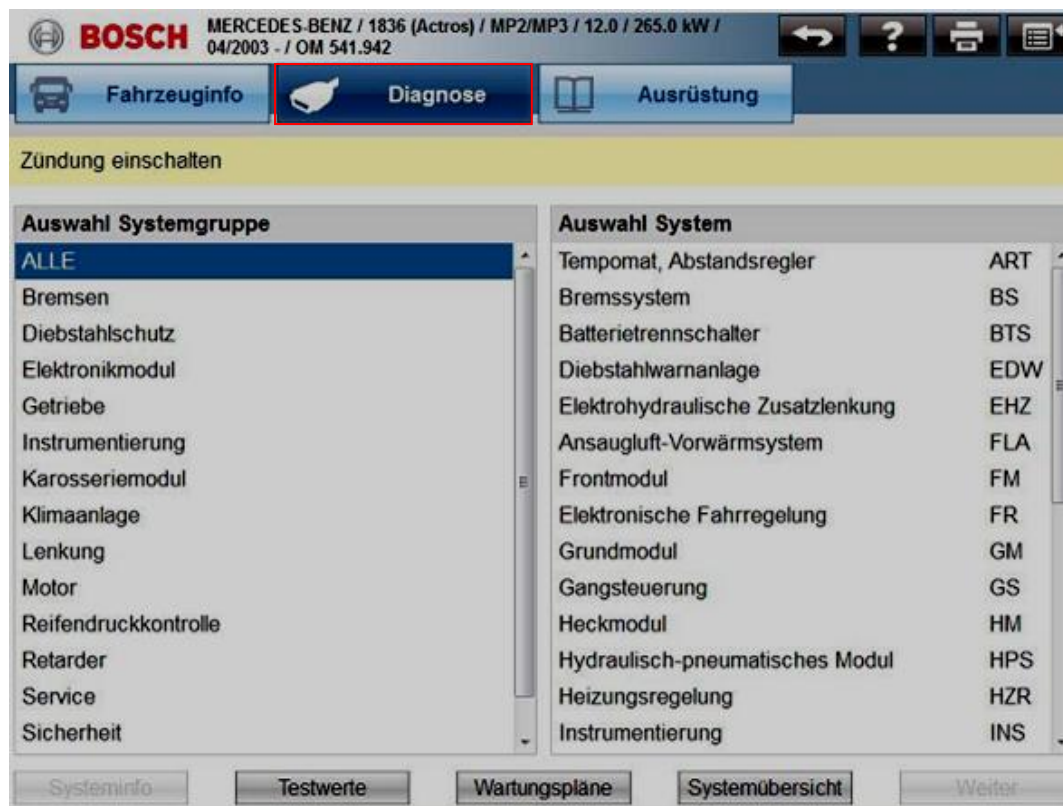 BOSCH
MERCEDES-BENZ / 1836 (Actros) / MP2/MP3 / 12.0 / 265.0 kW /
04/2003 - / OM 541.942
?
Fahrzeuginfo
Diagnose
Ausrüstung
Zündung einschalten
Auswahl Systemgruppe
ALLE
Bremsen
Diebstahlschutz
Elektronikmodul
Getriebe
Instrumentierung
Karosseriemodul
Klimaanlage
Lenkung
Motor
Reifendruckkontrolle
Retarder
Service
Sicherheit
Auswahl System
Tempomat, Abstandsregler ART
Bremssystem BS
Batterietrennschalter BTS
Diebstahlwarnanlage EDW
Elektrohydraulische Zusatzlenkung EHZ
Ansaugluft-Vorwärmsystem FLA
Frontmodul FM
Elektronische Fahrregelung FR
Grundmodul GM
Gangsteuerung GS
Heckmodul HM
Hydraulisch-pneumatisches Modul HPS
Heizungsregelung HZR
Instrumentierung INS
Systeminfo
Testwerte
Wartungspläne
Systemübersicht
Weiter